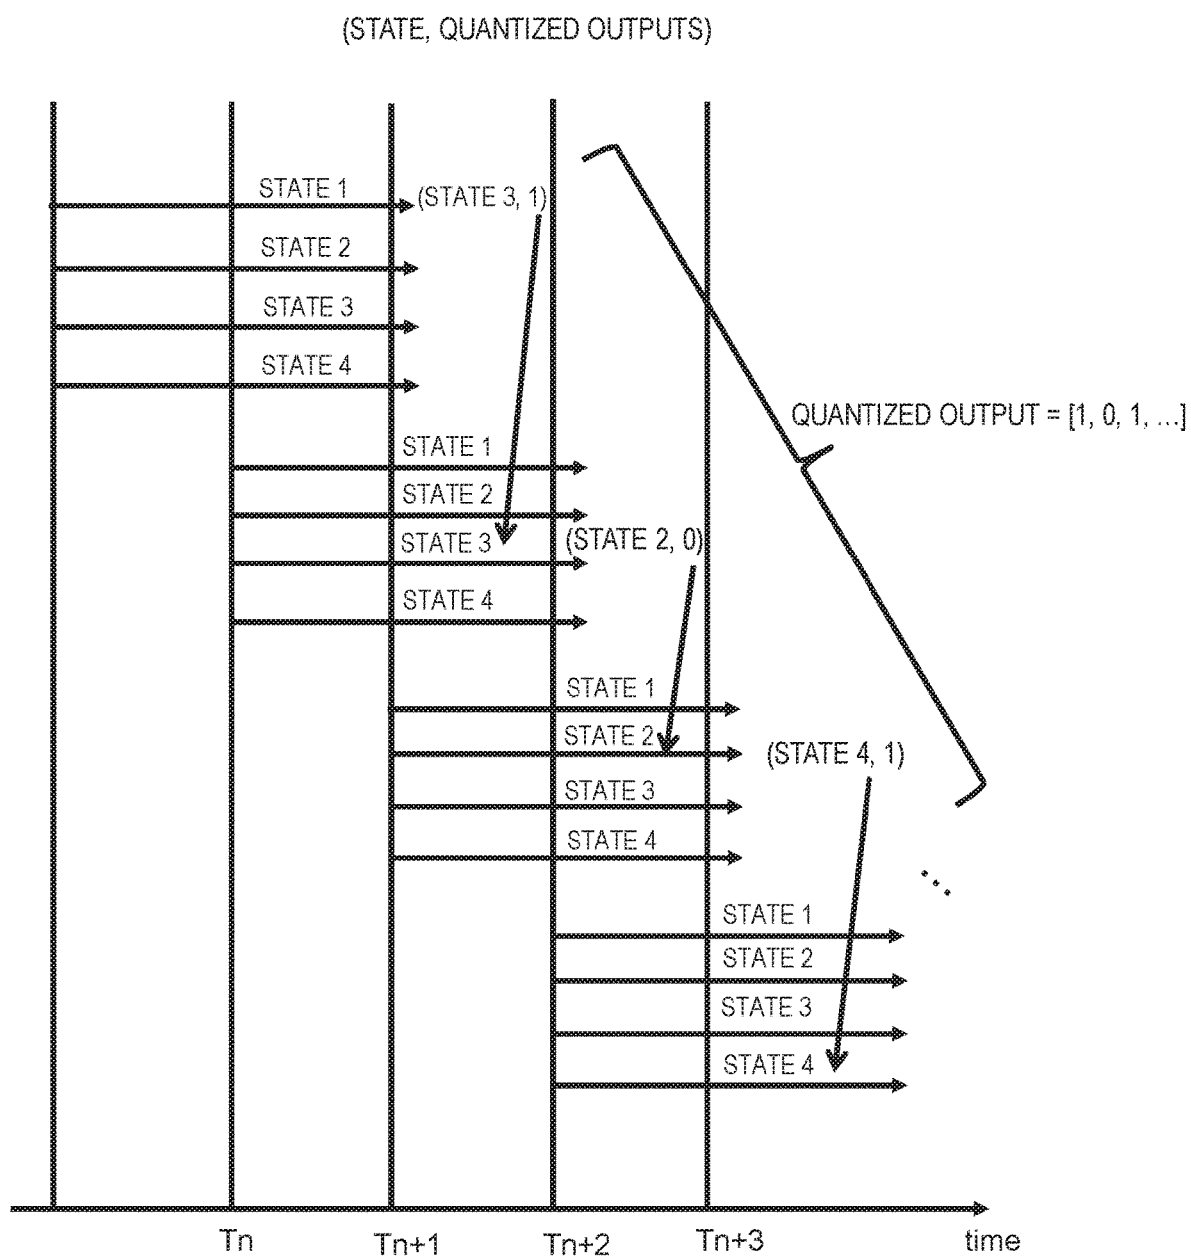 (STATE, QUANTIZED OUTPUTS)
STATE 1
(STATE 3, 1)
STATE 2
STATE 3
STATE 4
QUANTIZED OUTPUT = [1, 0, 1, ...]
STATE 1
STATE 2
STATE 3
(STATE 2, 0)
STATE 4
STATE 1
STATE 2
(STATE 4, 1)
STATE 3
STATE 4
STATE 1
STATE 2
STATE 3
STATE 4
Tn
Tn+1
Tn+2
Tn+3
time